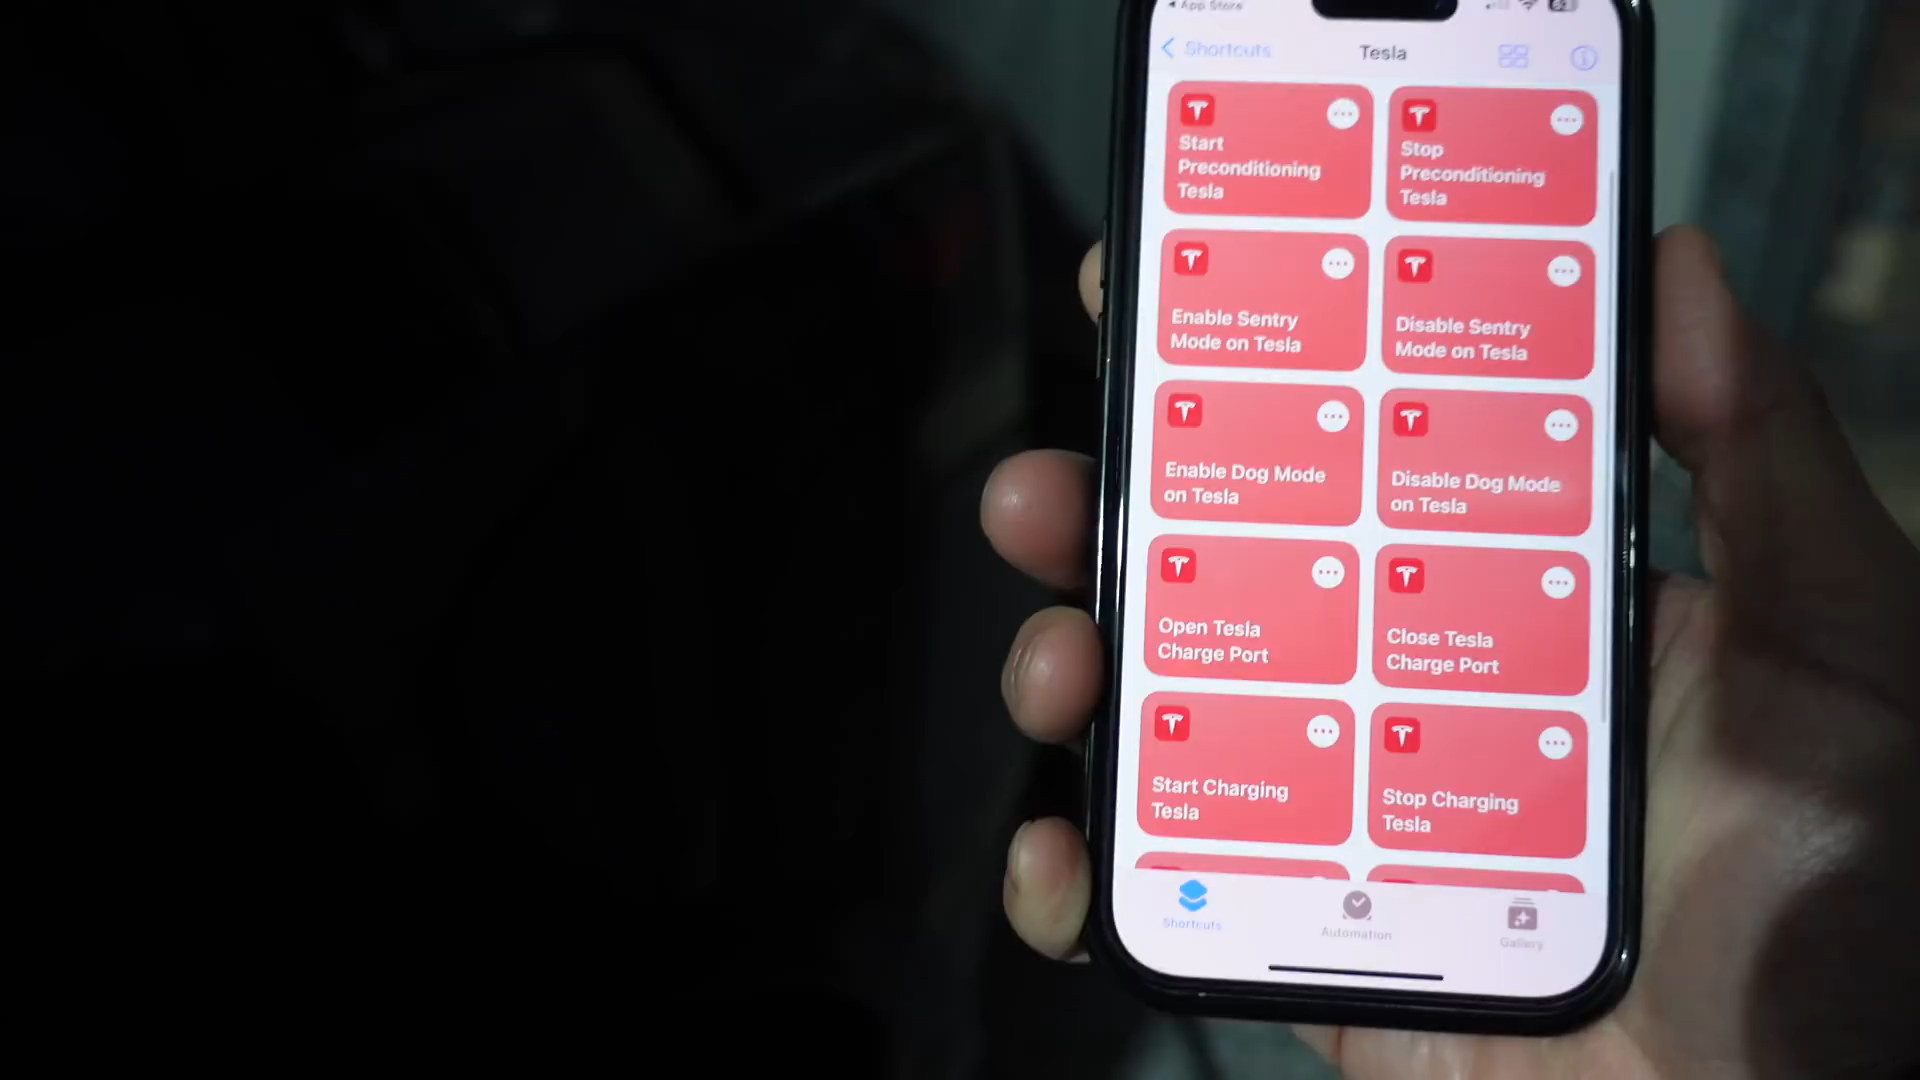 App Store
Shortcuts
Tesla
Start
Preconditioning
Tesla
Stop
Preconditioning
Tesla
Enable Sentry
Mode on Tesla
Disable Sentry
Mode on Tesla
Enable Dog Mode
on Tesla
Disable Dog Mode
on Tesla
Open Tesla
Charge Port
Close Tesla
Charge Port
Start Charging
Tesla
Stop Charging
Tesla
Shortcuts
Automation
Gallery